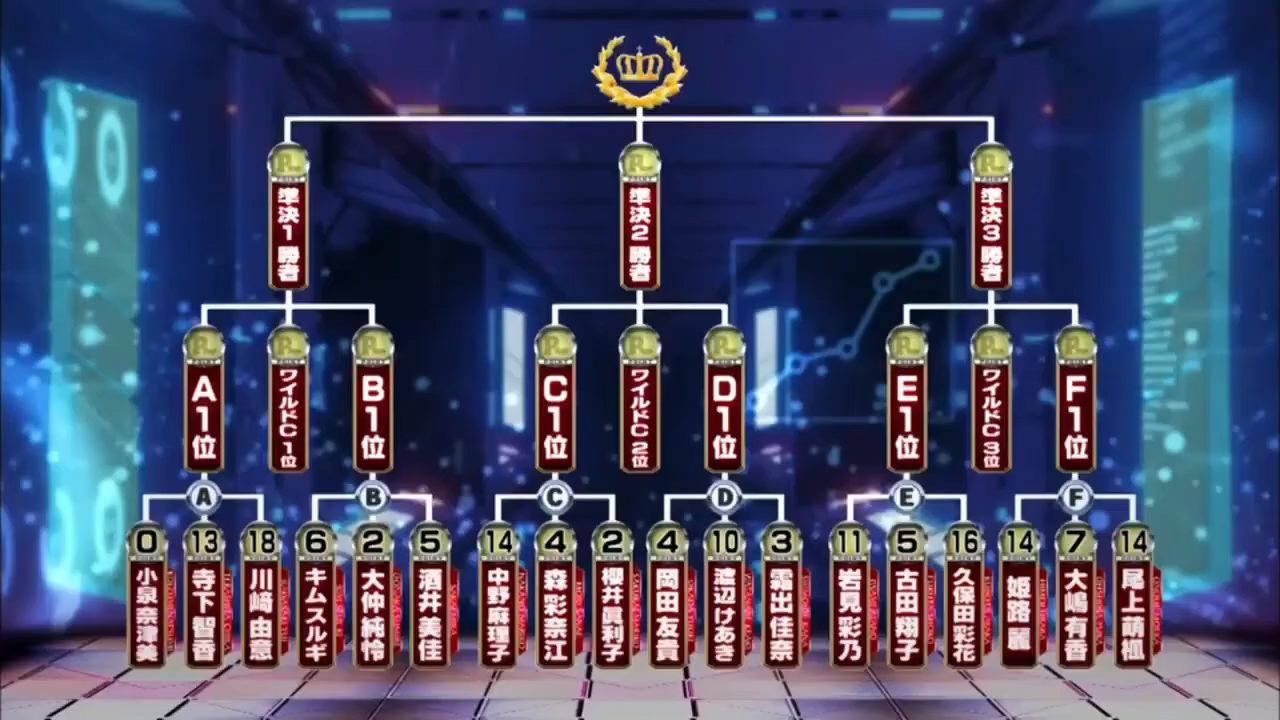 準決1 勝者
準決2 勝者
準決3 勝者
A1位
ワイルドC 1位
B1位
C1位
ワイルドC 2位
D1位
E1位
ワイルドC 3位
F1位
A
B
C
D
E
F
0
13
18
6
2
5
14
4
2
4
10
3
11
5
16
14
7
14
小泉奈津美
寺下智香
川﨑由意
キムスルギ
大仲純怜
酒井美佳
中野麻理子
森彩奈江
櫻井眞利子
岡田友貴
渡辺けあき
霜出佳奈
岩見彩乃
古田翔子
久保田彩花
姫路麗
大嶋有香
尾上萌楓